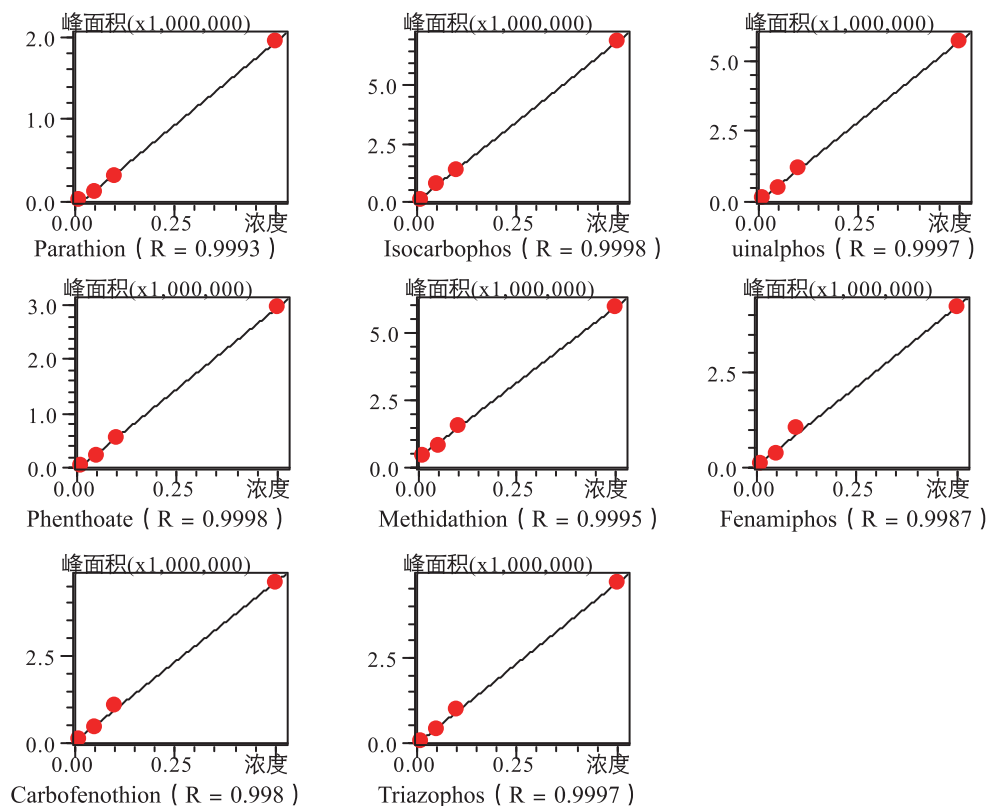 峰面积(x1,000,000)
2.0
1.0
0.0
0.00 0.25 浓度
Parathion ( R = 0.9993 )
峰面积(x1,000,000)
5.0
2.5
0.0
0.00 0.25 浓度
Isocarbophos ( R = 0.9998 )
峰面积(x1,000,000)
5.0
2.5
0.0
0.00 0.25 浓度
uinalphos ( R = 0.9997 )
峰面积(x1,000,000)
3.0
2.0
1.0
0.0
0.00 0.25 浓度
Phenthoate ( R = 0.9998 )
峰面积(x1,000,000)
5.0
2.5
0.0
0.00 0.25 浓度
Methidathion ( R = 0.9995 )
峰面积(x1,000,000)
2.5
0.0
0.00 0.25 浓度
Fenamiphos ( R = 0.9987 )
峰面积(x1,000,000)
2.5
0.0
0.00 0.25 浓度
Carbofenothion ( R = 0.998 )
峰面积(x1,000,000)
2.5
0.0
0.00 0.25 浓度
Triazophos ( R = 0.9997 )